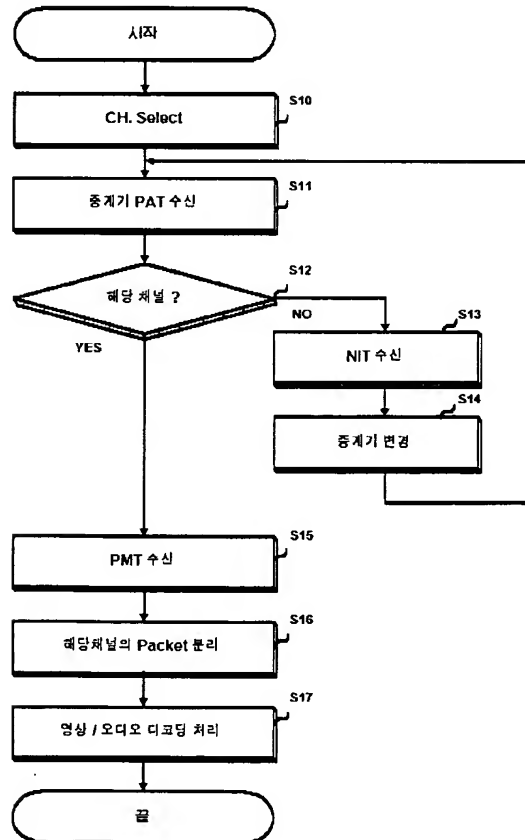 시작
S10
CH. Select
S11
중계기 PAT 수신
S12
해당 채널 ?
NO
YES
S13
NIT 수신
S14
중계기 변경
S15
PMT 수신
S16
해당채널의 Packet 분리
S17
영상 / 오디오 디코딩 처리
끝